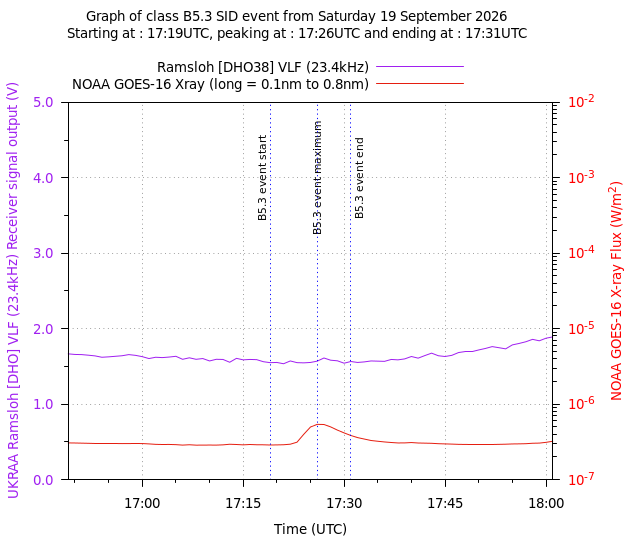 Graph of class B5.3 SID event from Saturday 19 September 2026
Starting at : 17:19UTC, peaking at : 17:26UTC and ending at : 17:31UTC
Ramsloh [DHO38] VLF (23.4kHz)
NOAA GOES-16 Xray (long = 0.1nm to 0.8nm)
UKRAA Ramsloh [DHO] VLF (23.4kHz) Receiver signal output (V)
5.0
4.0
3.0
2.0
1.0
0.0
B5.3 event start
B5.3 event maximum
B5.3 event end
10^-2
10^-3
10^-4
10^-5
10^-6
10^-7
NOAA GOES-16 X-ray Flux (W/m²)
17:00
17:15
17:30
17:45
18:00
Time (UTC)